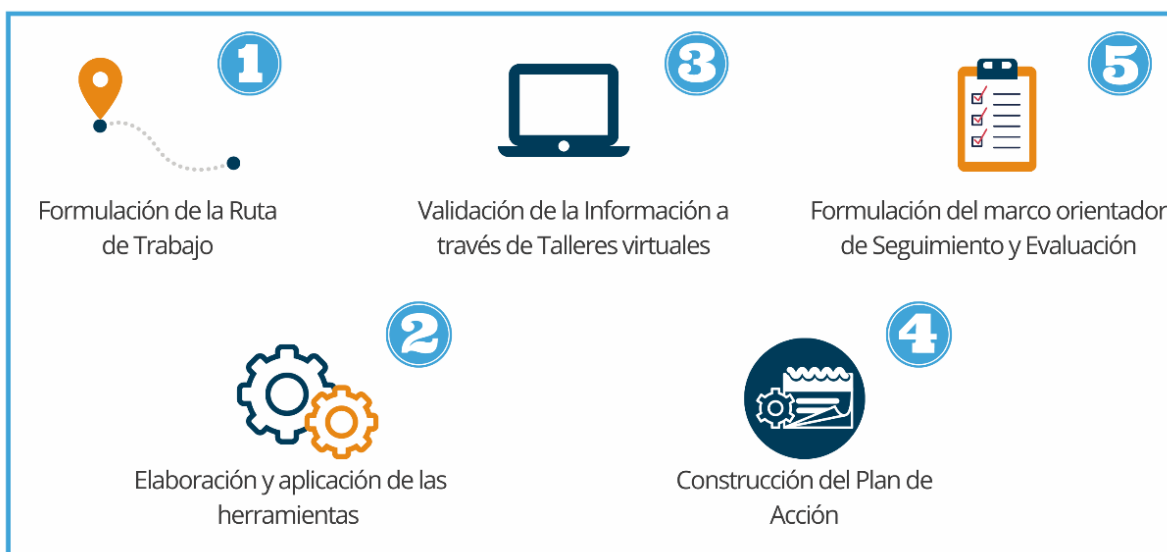 1
Formulación de la Ruta
de Trabajo
2
Elaboración y aplicación de las
herramientas
3
Validación de la Información a
través de Talleres virtuales
4
Construcción del Plan de
Acción
5
Formulación del marco orientador
de Seguimiento y Evaluación